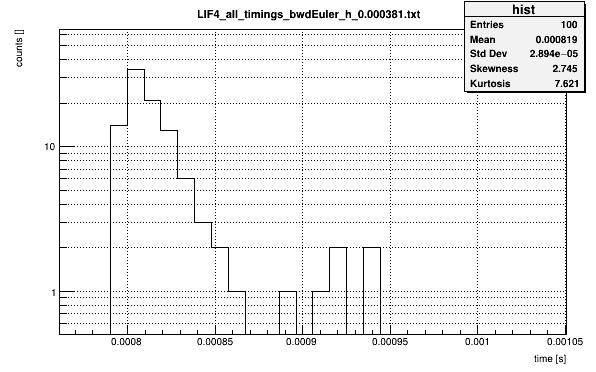 LIF4_all_timings_bwdEuler_h_0.000381.txt
hist
Entries 100
Mean 0.000819
Std Dev 2.894e−05
Skewness 2.745
Kurtosis 7.621
counts []
10
1
0.0008 0.00085 0.0009 0.00095 0.001 0.00105
time [s]